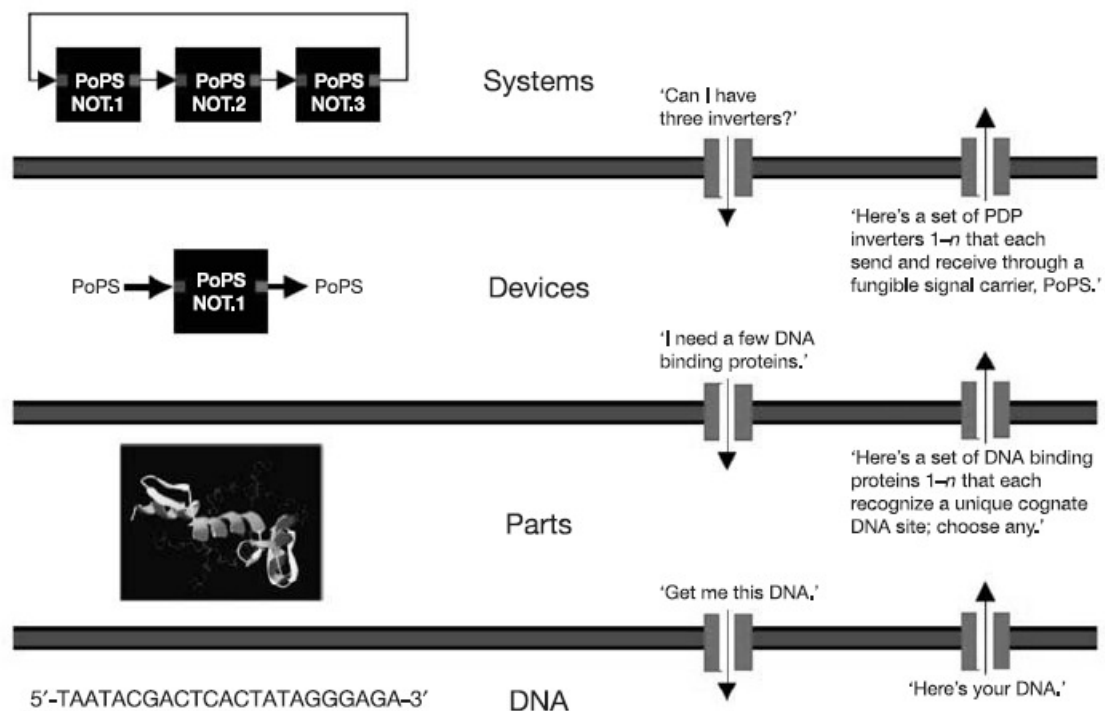 PoPS PoPS PoPS
NOT.1 NOT.2 NOT.3
Systems
'Can I have
three inverters?'
'Here's a set of PDP
inverters 1–n that each
send and receive through a
fungible signal carrier, PoPS.'
PoPS PoPS NOT.1 PoPS
Devices
'I need a few DNA
binding proteins.'
'Here's a set of DNA binding
proteins 1–n that each
recognize a unique cognate
DNA site; choose any.'
Parts
'Get me this DNA.'
5′-TAATACGACTCACTATAGGGAGA–3′
DNA
'Here's your DNA.'